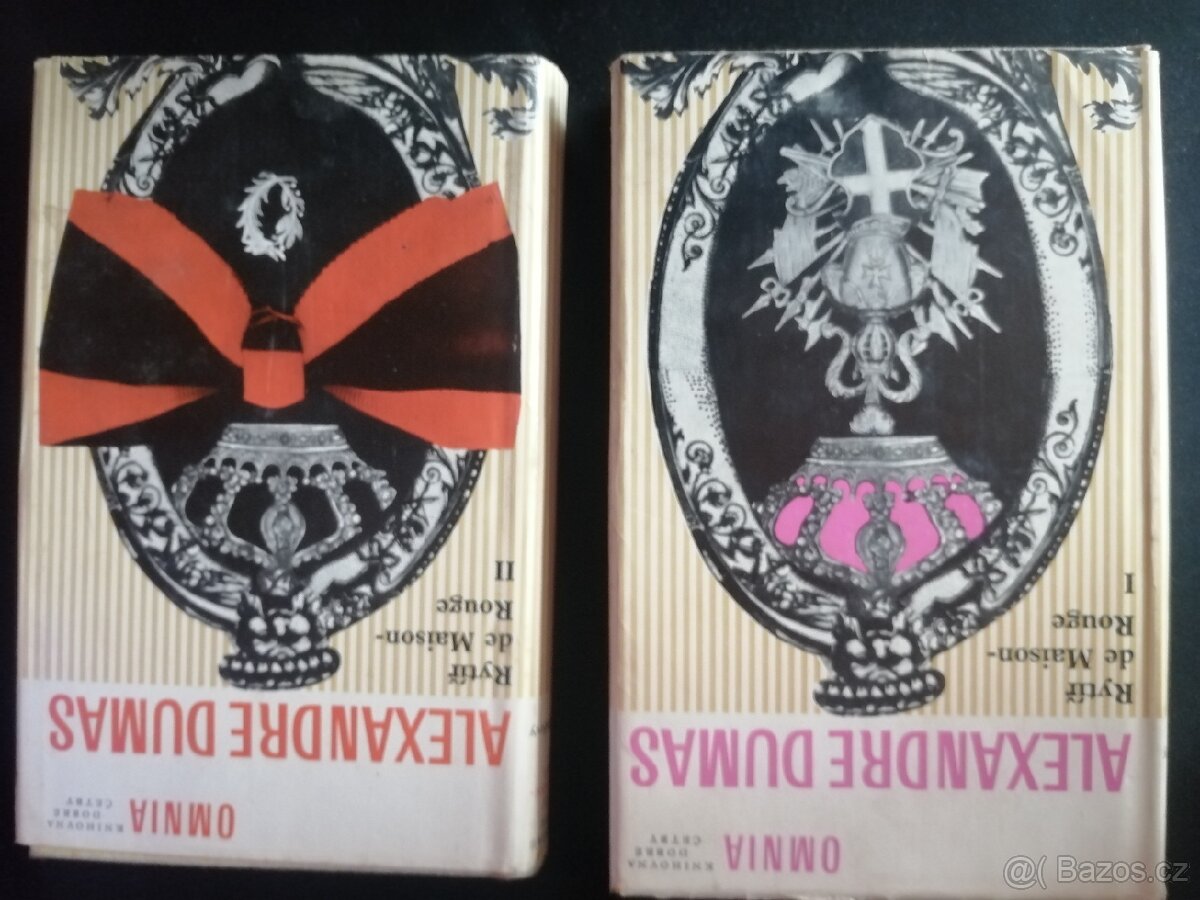 OMNIA
KNIHOVNA
DOBRÉ
ČETBY
ALEXANDRE DUMAS
Rytíř
de Maison-
Rouge
I
OMNIA
KNIHOVNA
DOBRÉ
ČETBY
ALEXANDRE DUMAS
Rytíř
de Maison-
Rouge
II
@( Bazos.cz